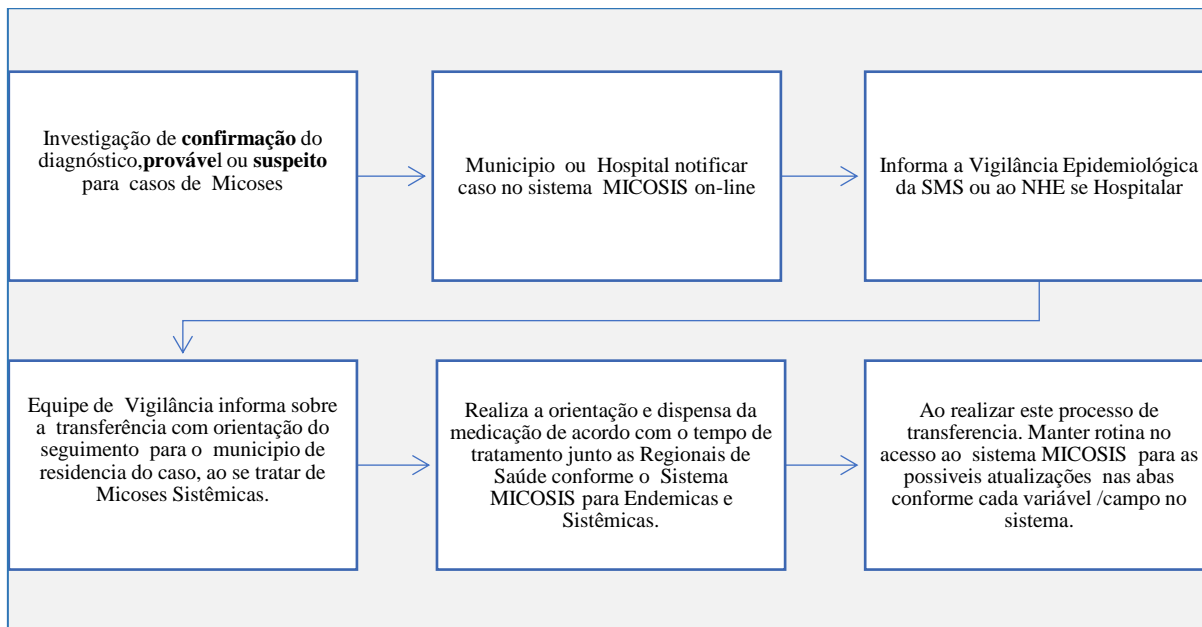 Investigação de confirmação do
diagnóstico,provável ou suspeito
para casos de Micoses
Municipio ou Hospital notificar
caso no sistema MICOSIS on-line
Informa a Vigilância Epidemiológica
da SMS ou ao NHE se Hospitalar
Equipe de Vigilância informa sobre
a transferência com orientação do
seguimento para o municipio de
residencia do caso, ao se tratar de
Micoses Sistêmicas.
Realiza a orientação e dispensa da
medicação de acordo com o tempo de
tratamento junto as Regionais de
Saúde conforme o Sistema
MICOSIS para Endemicas e
Sistêmicas.
Ao realizar este processo de
transferencia. Manter rotina no
acesso ao sistema MICOSIS para as
possiveis atualizações nas abas
conforme cada variável /campo no
sistema.